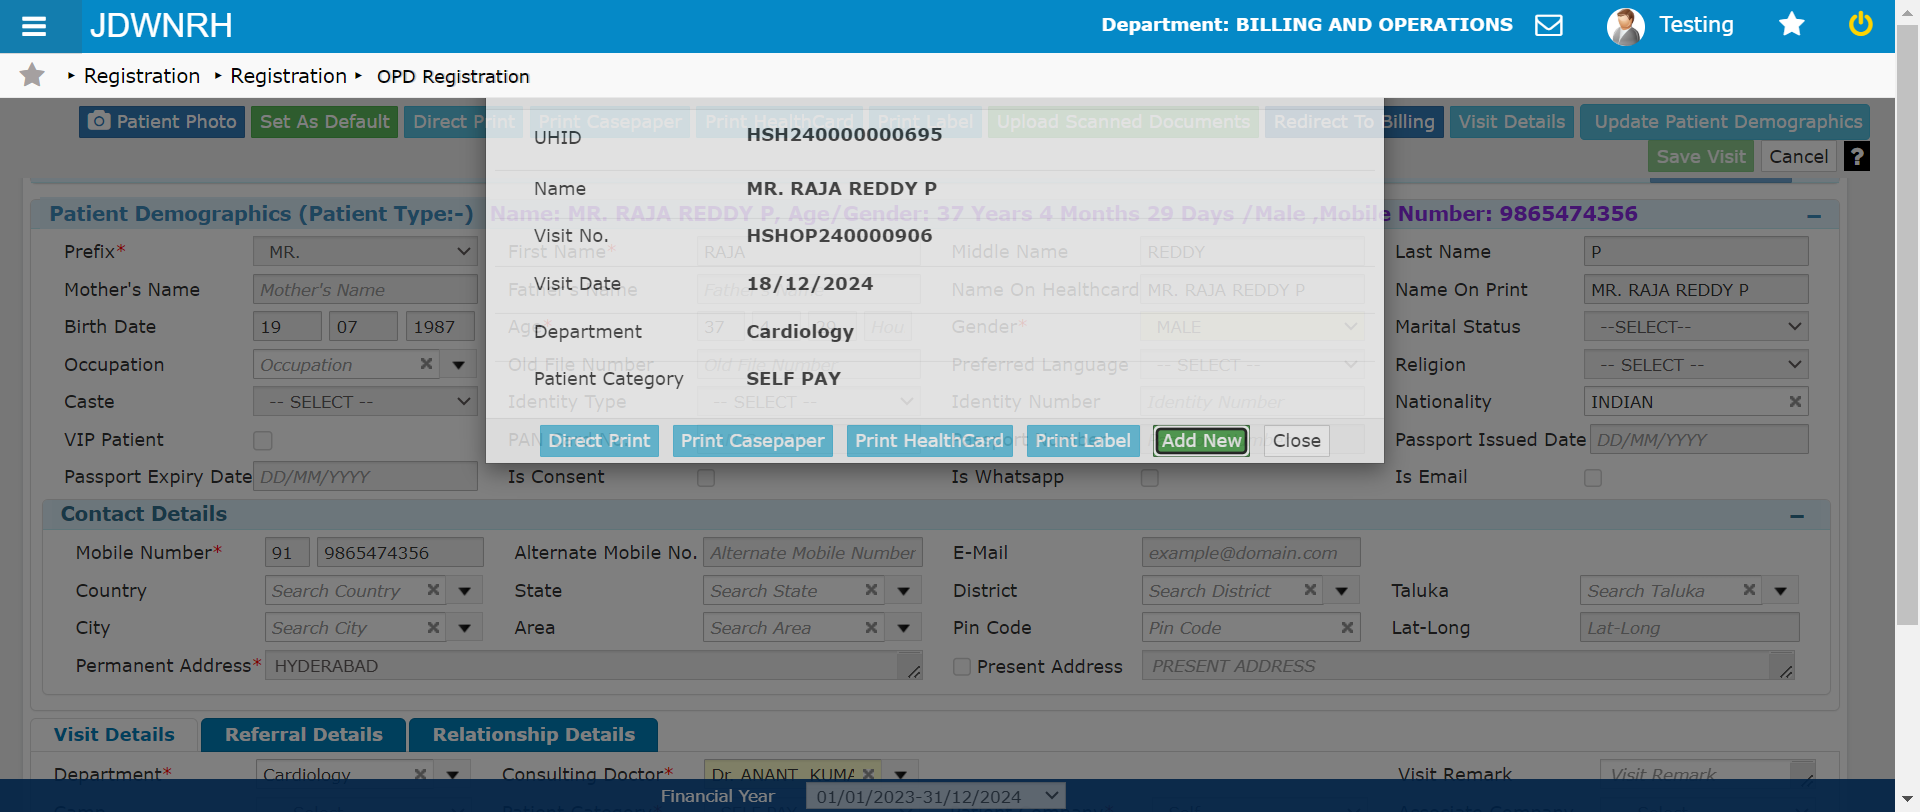 JDWNRH
Department: BILLING AND OPERATIONS
Testing
Registration Registration OPD Registration
Patient Photo Set As Default Direct Print Print Casepaper Print HealthCard Print Label Upload Scanned Documents Redirect To Billing Visit Details Update Patient Demographics
Save Visit Cancel ?
UHID HSH240000000695
Name MR. RAJA REDDY P
Visit No. HSHOP240000906
Visit Date 18/12/2024
Department Cardiology
Patient Category SELF PAY
Direct Print Print Casepaper Print HealthCard Print Label Add New Close
Patient Demographics (Patient Type:-) Name: MR. RAJA REDDY P, Age/Gender: 37 Years 4 Months 29 Days /Male ,Mobile Number: 9865474356
Prefix* MR. First Name* RAJA Middle Name REDDY Last Name P
Mother's Name Mother's Name Father's Name Name On Healthcard MR. RAJA REDDY P Name On Print MR. RAJA REDDY P
Birth Date 19 07 1987 Age* 37 4 29 Hou Gender* MALE Marital Status --SELECT--
Occupation Occupation Old File Number Old File Number Preferred Language -- SELECT -- Religion -- SELECT --
Caste -- SELECT -- Identity Type -- SELECT -- Identity Number Identity Number Nationality INDIAN
VIP Patient Passport Issued Date DD/MM/YYYY
Passport Expiry Date DD/MM/YYYY Is Consent Is Whatsapp Is Email
Contact Details
Mobile Number* 91 9865474356 Alternate Mobile No. Alternate Mobile Number E-Mail example@domain.com
Country Search Country State Search State District Search District Taluka Search Taluka
City Search City Area Search Area Pin Code Pin Code Lat-Long Lat-Long
Permanent Address* HYDERABAD Present Address PRESENT ADDRESS
Visit Details Referral Details Relationship Details
Department* Cardiology Consulting Doctor* Dr. ANANT KUMA Visit Remark Visit Remark
Financial Year 01/01/2023-31/12/2024